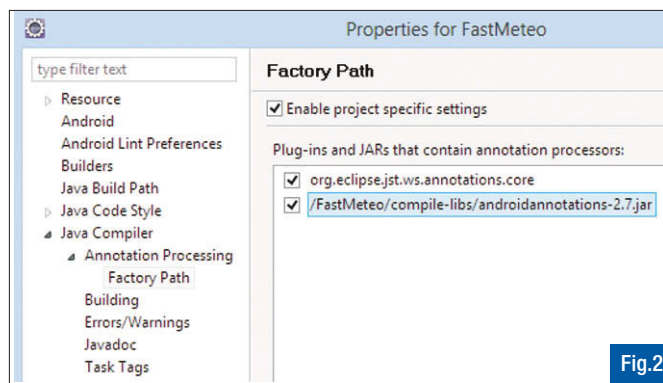 Properties for FastMeteo
type filter text
Resource
Android
Android Lint Preferences
Builders
Java Build Path
Java Code Style
Java Compiler
Annotation Processing
Factory Path
Building
Errors/Warnings
Javadoc
Task Tags
Factory Path
Enable project specific settings
Plug-ins and JARs that contain annotation processors:
org.eclipse.jst.ws.annotations.core
/FastMeteo/compile-libs/androidannotations-2.7.jar
Fig.2